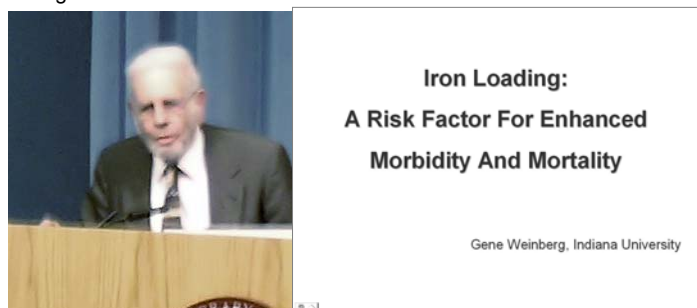 Iron Loading:
A Risk Factor For Enhanced
Morbidity And Mortality
Gene Weinberg, Indiana University